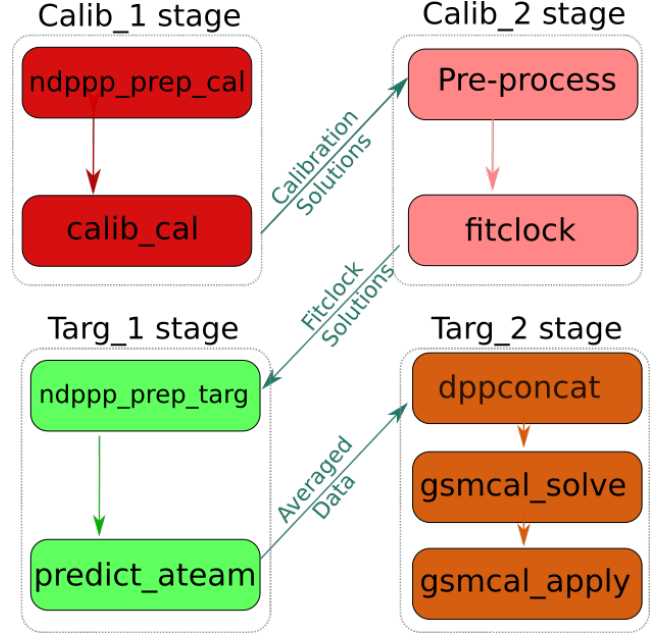 Calib_1 stage
ndppp_prep_cal
calib_cal
Calibration
Solutions
Calib_2 stage
Pre-process
fitclock
Fitclock
Solutions
Targ_1 stage
ndppp_prep_targ
predict_ateam
Averaged
Data
Targ_2 stage
dppconcat
gsmcal_solve
gsmcal_apply